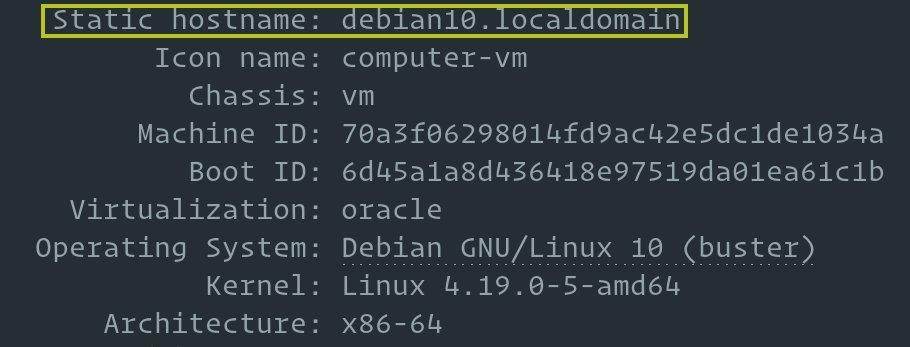 Static hostname: debian10.localdomain
Icon name: computer-vm
Chassis: vm
Machine ID: 70a3f06298014fd9ac42e5dc1de1034a
Boot ID: 6d45a1a8d436418e97519da01ea61c1b
Virtualization: oracle
Operating System: Debian GNU/Linux 10 (buster)
Kernel: Linux 4.19.0-5-amd64
Architecture: x86-64